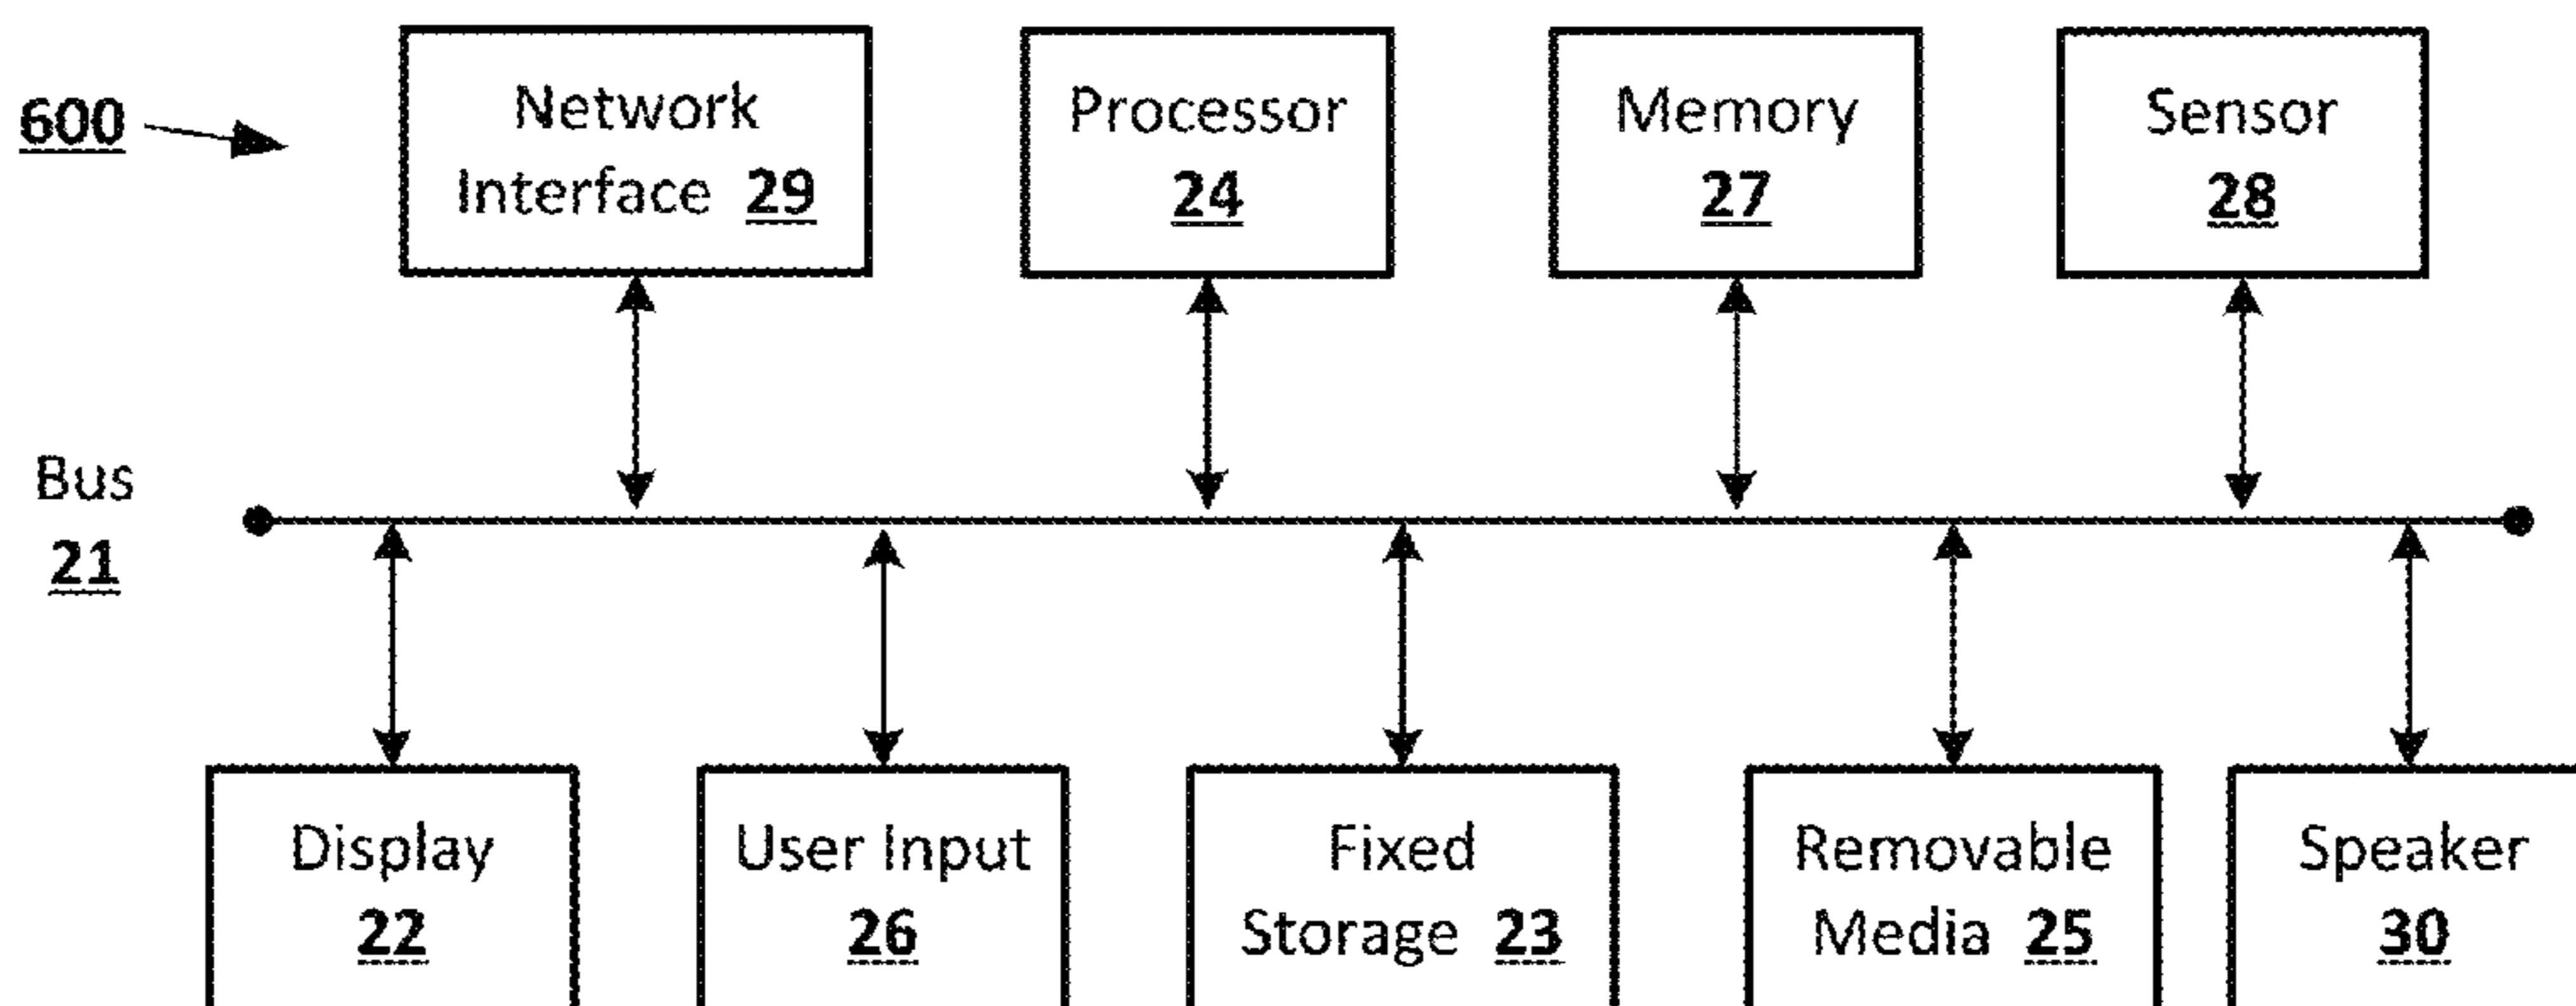 600
Network
Interface 29
Processor
24
Memory
27
Sensor
28
Bus
21
Display
22
User Input
26
Fixed
Storage 23
Removable
Media 25
Speaker
30